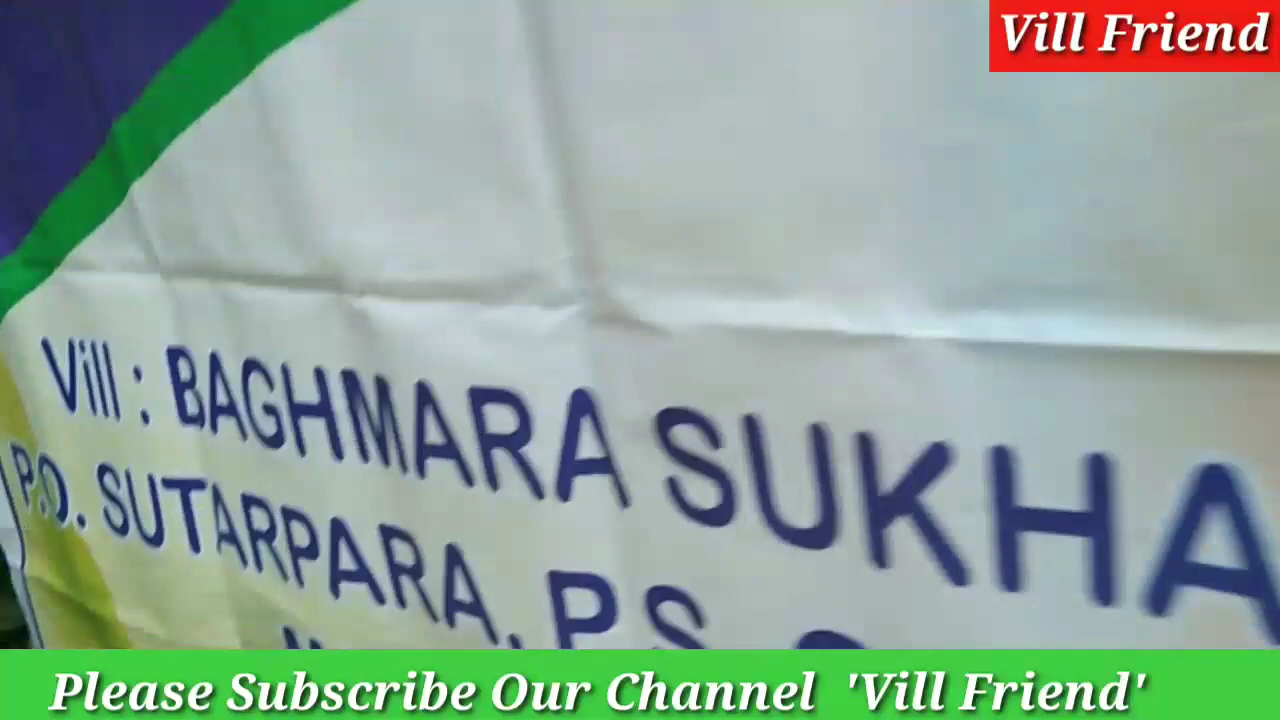 Vill Friend
Vill : BAGHMARA SUKHA
P.O. SUTARPARA, P.S.
Please Subscribe Our Channel 'Vill Friend'